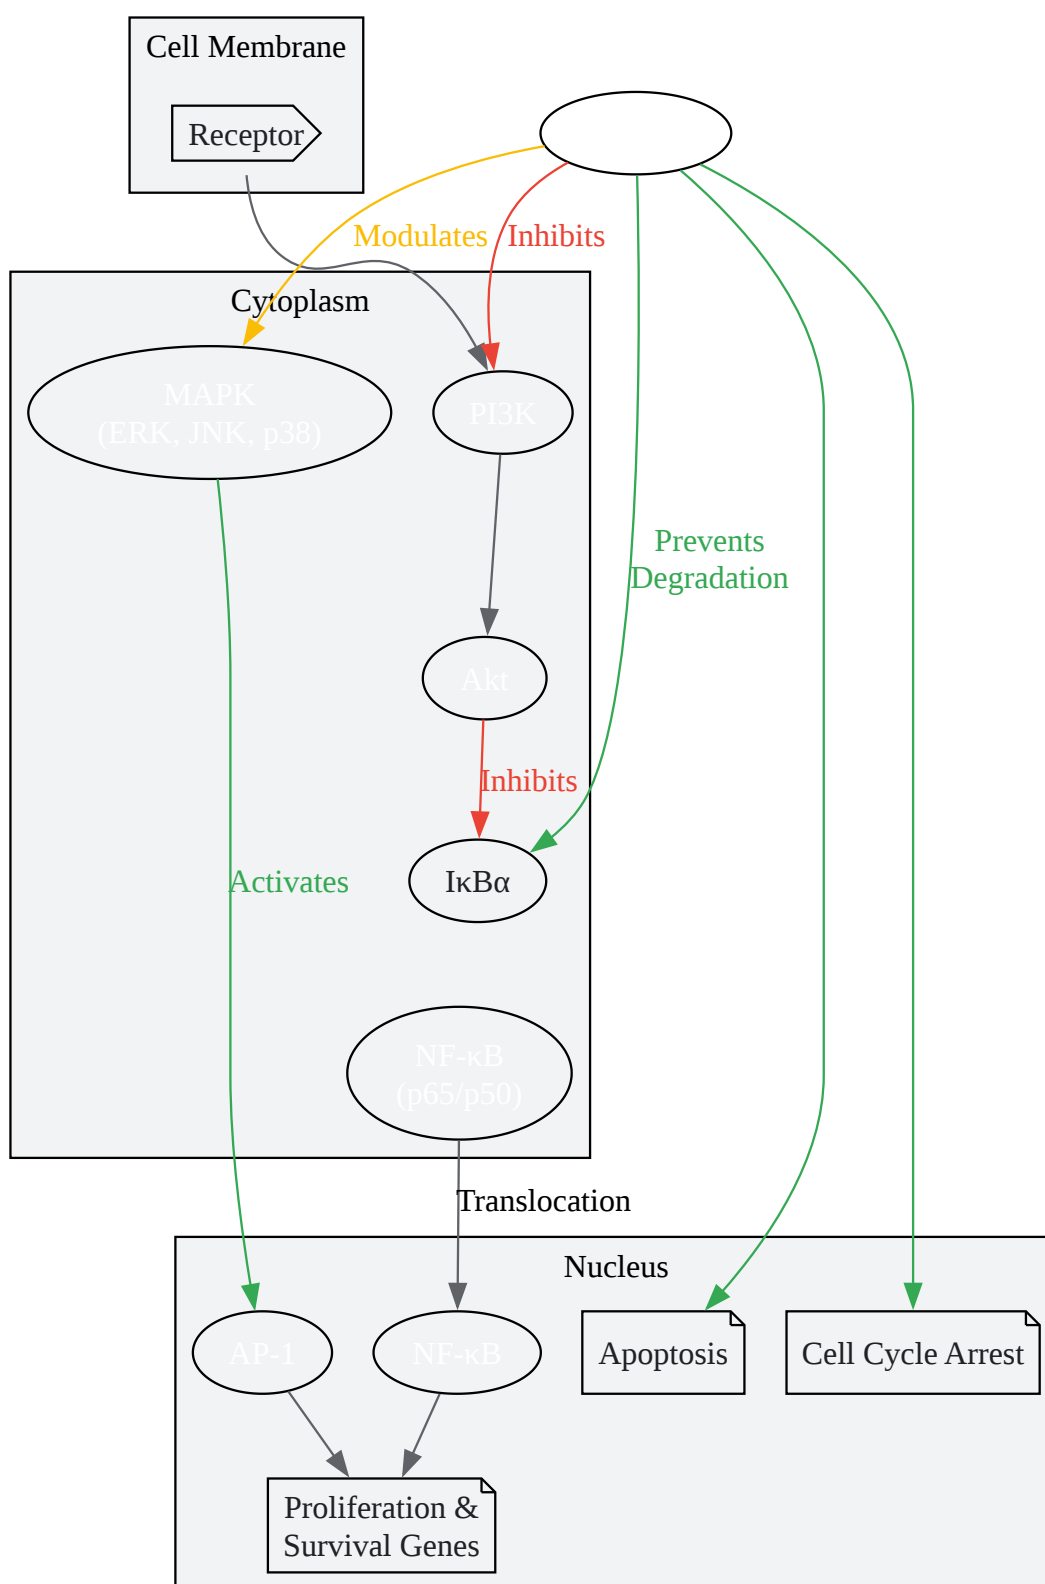 Cell Membrane
Receptor
Modulates
Inhibits
Cytoplasm
MAPK
(ERK, JNK, p38)
PI3K
Prevents
Degradation
Akt
Inhibits
IκBα
Activates
NF-κB
(p65/p50)
Translocation
Nucleus
AP-1
NF-κB
Apoptosis
Cell Cycle Arrest
Proliferation &
Survival Genes